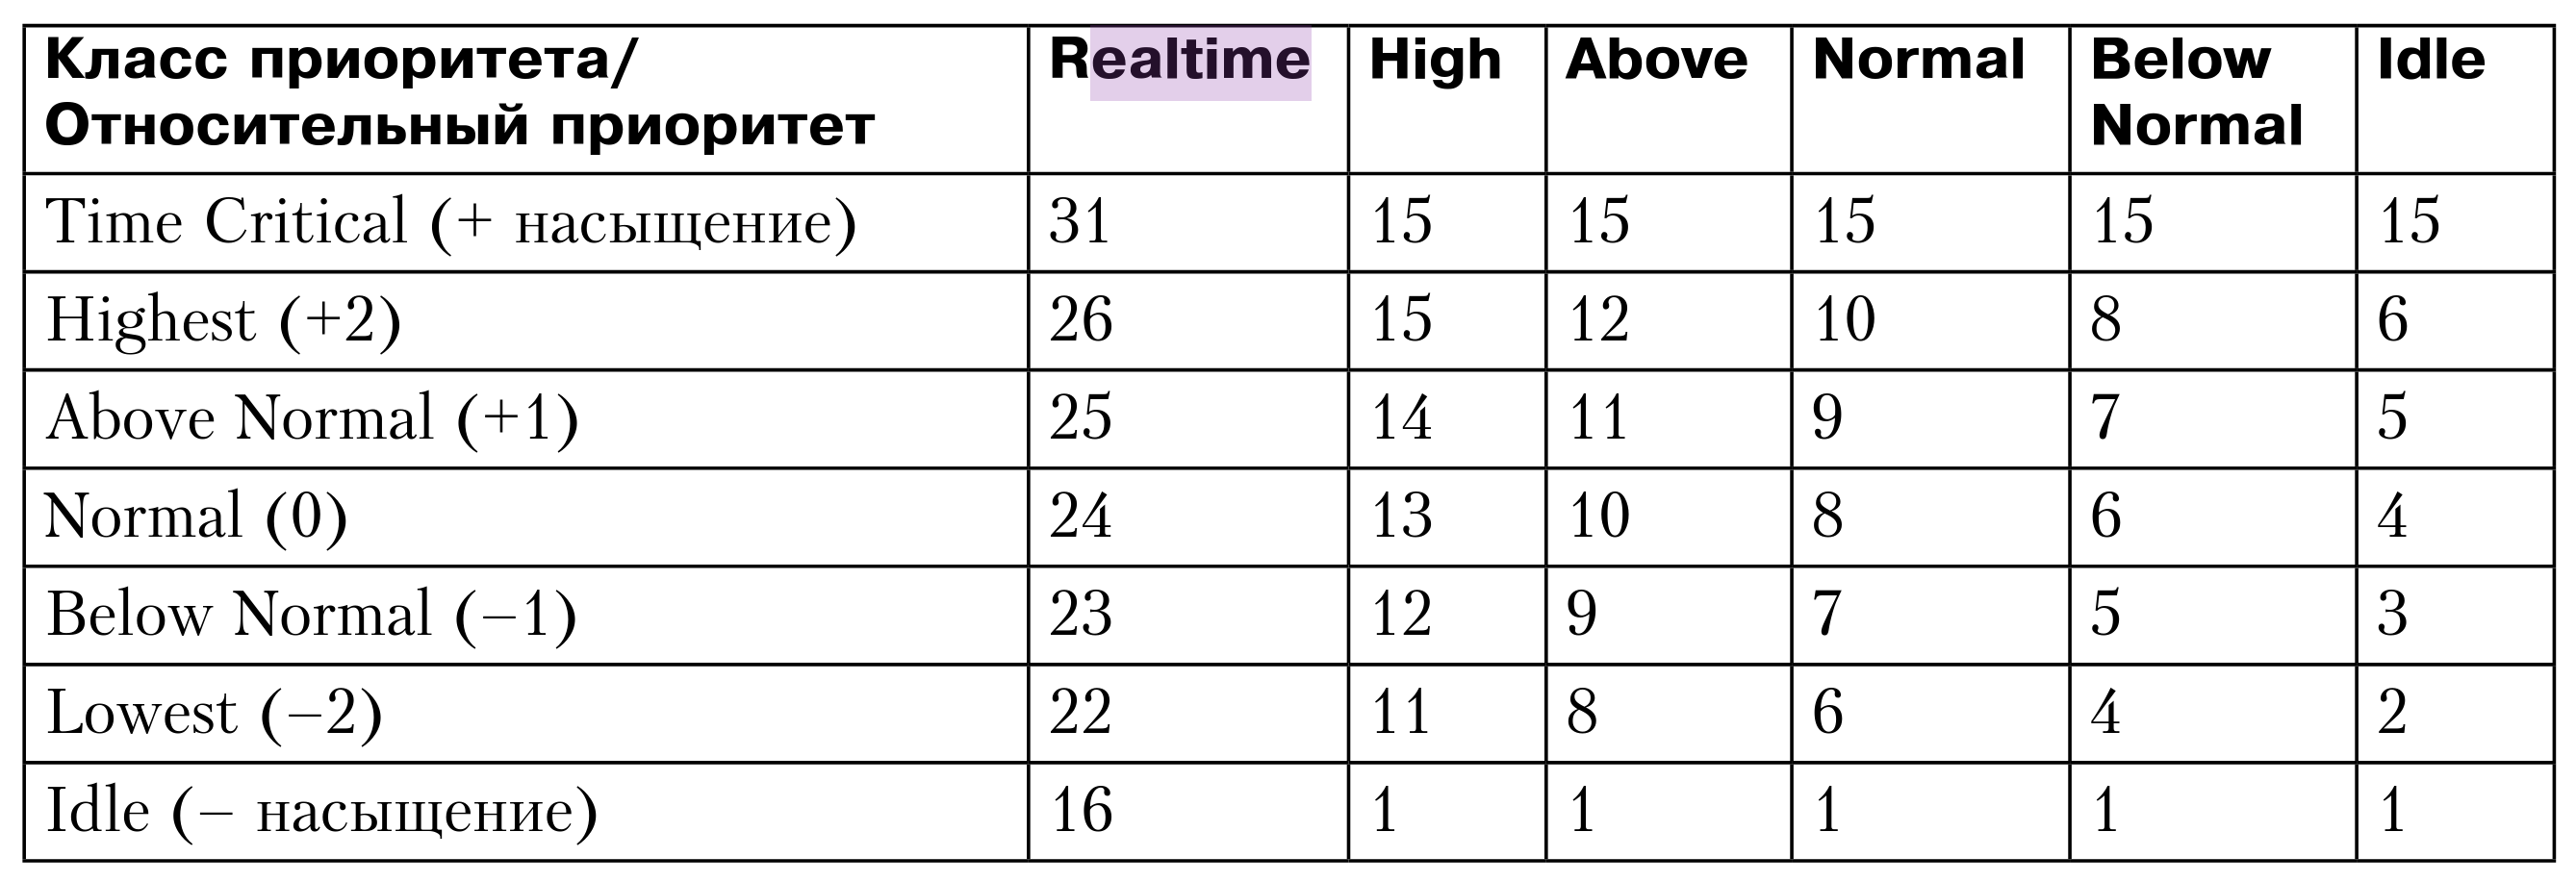 Класс приоритета/ Realtime High Above Normal Below Idle
Относительный приоритет Normal
Time Critical (+ насыщение) 31 15 15 15 15 15
Highest (+2) 26 15 12 10 8 6
Above Normal (+1) 25 14 11 9 7 5
Normal (0) 24 13 10 8 6 4
Below Normal (–1) 23 12 9 7 5 3
Lowest (–2) 22 11 8 6 4 2
Idle (– насыщение) 16 1 1 1 1 1